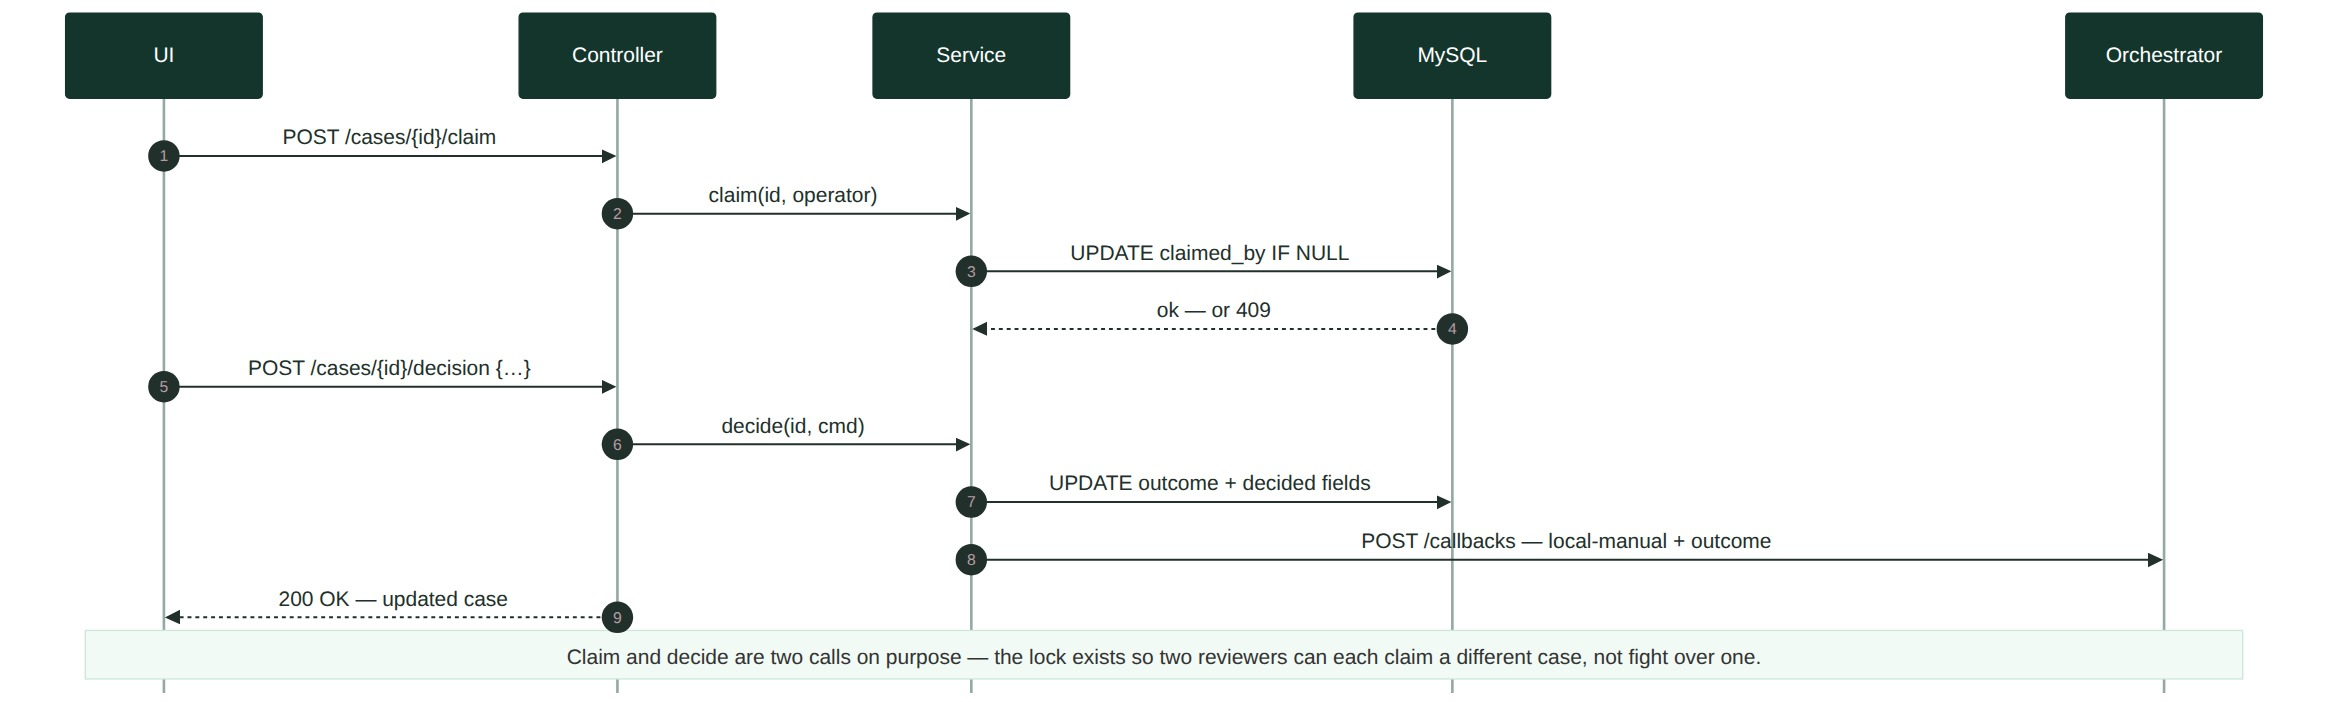 UI
Controller
Service
MySQL
Orchestrator
POST /cases/{id}/claim
1
claim(id, operator)
2
UPDATE claimed_by IF NULL
3
ok — or 409
4
POST /cases/{id}/decision {…}
5
decide(id, cmd)
6
UPDATE outcome + decided fields
7
POST /callbacks — local-manual + outcome
8
200 OK — updated case
9
Claim and decide are two calls on purpose — the lock exists so two reviewers can each claim a different case, not fight over one.